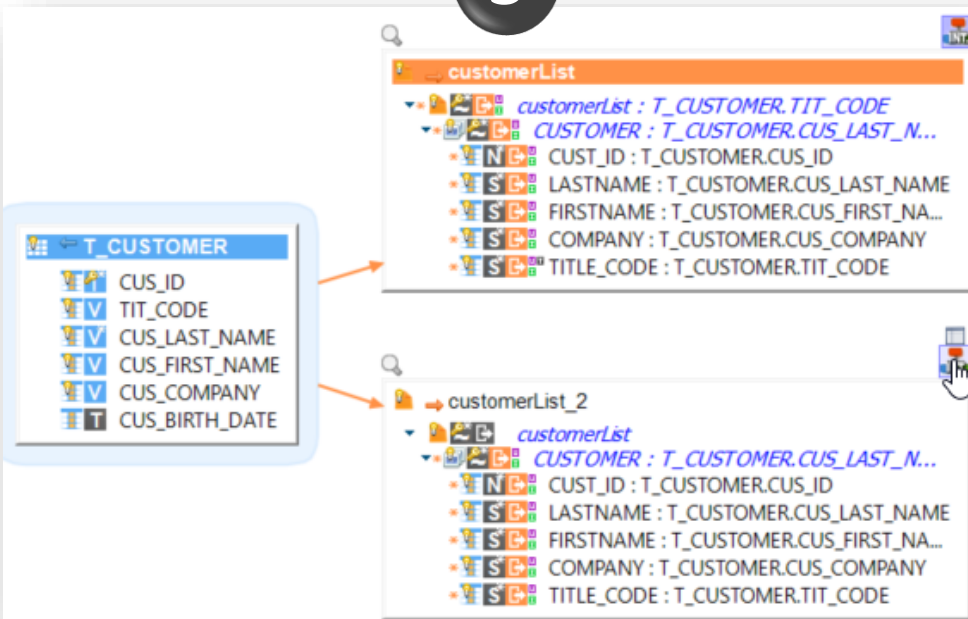 customerList
customerList : T_CUSTOMER.TIT_CODE
CUSTOMER : T_CUSTOMER.CUS_LAST_N...
N CUST_ID : T_CUSTOMER.CUS_ID
S LASTNAME : T_CUSTOMER.CUS_LAST_NAME
S FIRSTNAME : T_CUSTOMER.CUS_FIRST_NA...
S COMPANY : T_CUSTOMER.CUS_COMPANY
S TITLE_CODE : T_CUSTOMER.TIT_CODE
T_CUSTOMER
CUS_ID
V TIT_CODE
V CUS_LAST_NAME
V CUS_FIRST_NAME
V CUS_COMPANY
T CUS_BIRTH_DATE
customerList_2
customerList
CUSTOMER : T_CUSTOMER.CUS_LAST_N...
N CUST_ID : T_CUSTOMER.CUS_ID
S LASTNAME : T_CUSTOMER.CUS_LAST_NAME
S FIRSTNAME : T_CUSTOMER.CUS_FIRST_NA...
S COMPANY : T_CUSTOMER.CUS_COMPANY
S TITLE_CODE : T_CUSTOMER.TIT_CODE